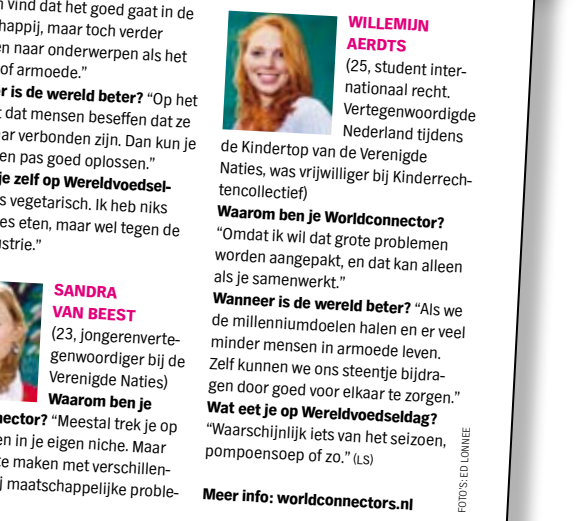 n vind dat het goed gaat in de
happij, maar toch verder
en naar onderwerpen als het
of armoede.”
er is de wereld beter? “Op het
t dat mensen beseffen dat ze
ar verbonden zijn. Dan kun je
en pas goed oplossen.”
je zelf op Wereldvoedsel-
s vegetarisch. Ik heb niks
es eten, maar wel tegen de
strie.”
SANDRA
VAN BEEST
(23, jongerenverte-
genwoordiger bij de
Verenigde Naties)
Waarom ben je
nector? “Meestal trek je op
en in je eigen niche. Maar
te maken met verschillen-
j maatschappelijke proble-
WILLEMIJN
AERDTS
(25, student inter-
nationaal recht.
Vertegenwoordigde
Nederland tijdens
de Kindertop van de Verenigde
Naties, was vrijwilliger bij Kinderrech-
tencollectief)
Waarom ben je Worldconnector?
“Omdat ik wil dat grote problemen
worden aangepakt, en dat kan alleen
als je samenwerkt.”
Wanneer is de wereld beter? “Als we
de millenniumdoelen halen en er veel
minder mensen in armoede leven.
Zelf kunnen we ons steentje bijdra-
gen door goed voor elkaar te zorgen.”
Wat eet je op Wereldvoedseldag?
“Waarschijnlijk iets van het seizoen,
pompoensoep of zo.” (LS)
Meer info: worldconnectors.nl
FOTO'S: ED LONNEE